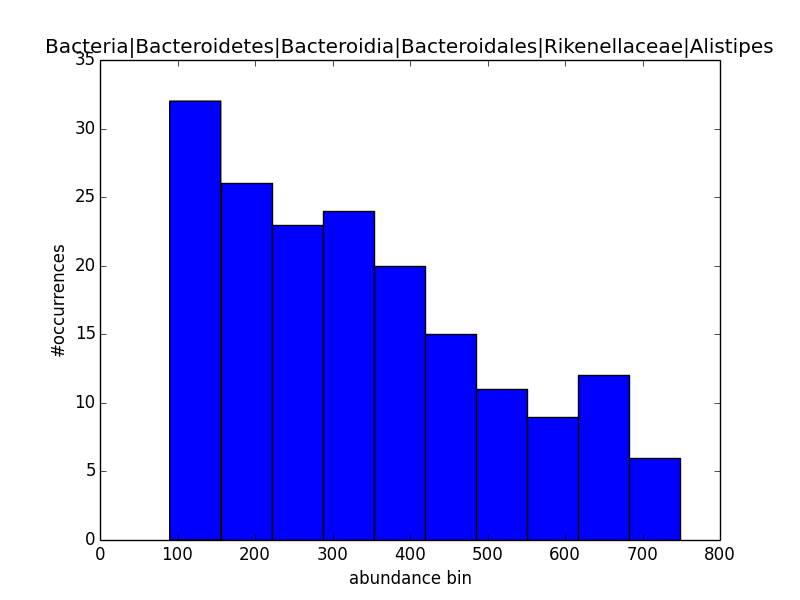 Bacteria|Bacteroidetes|Bacteroidia|Bacteroidales|Rikenellaceae|Alistipes
35
30
25
20
15
10
5
0
#occurrences
0 100 200 300 400 500 600 700 800
abundance bin